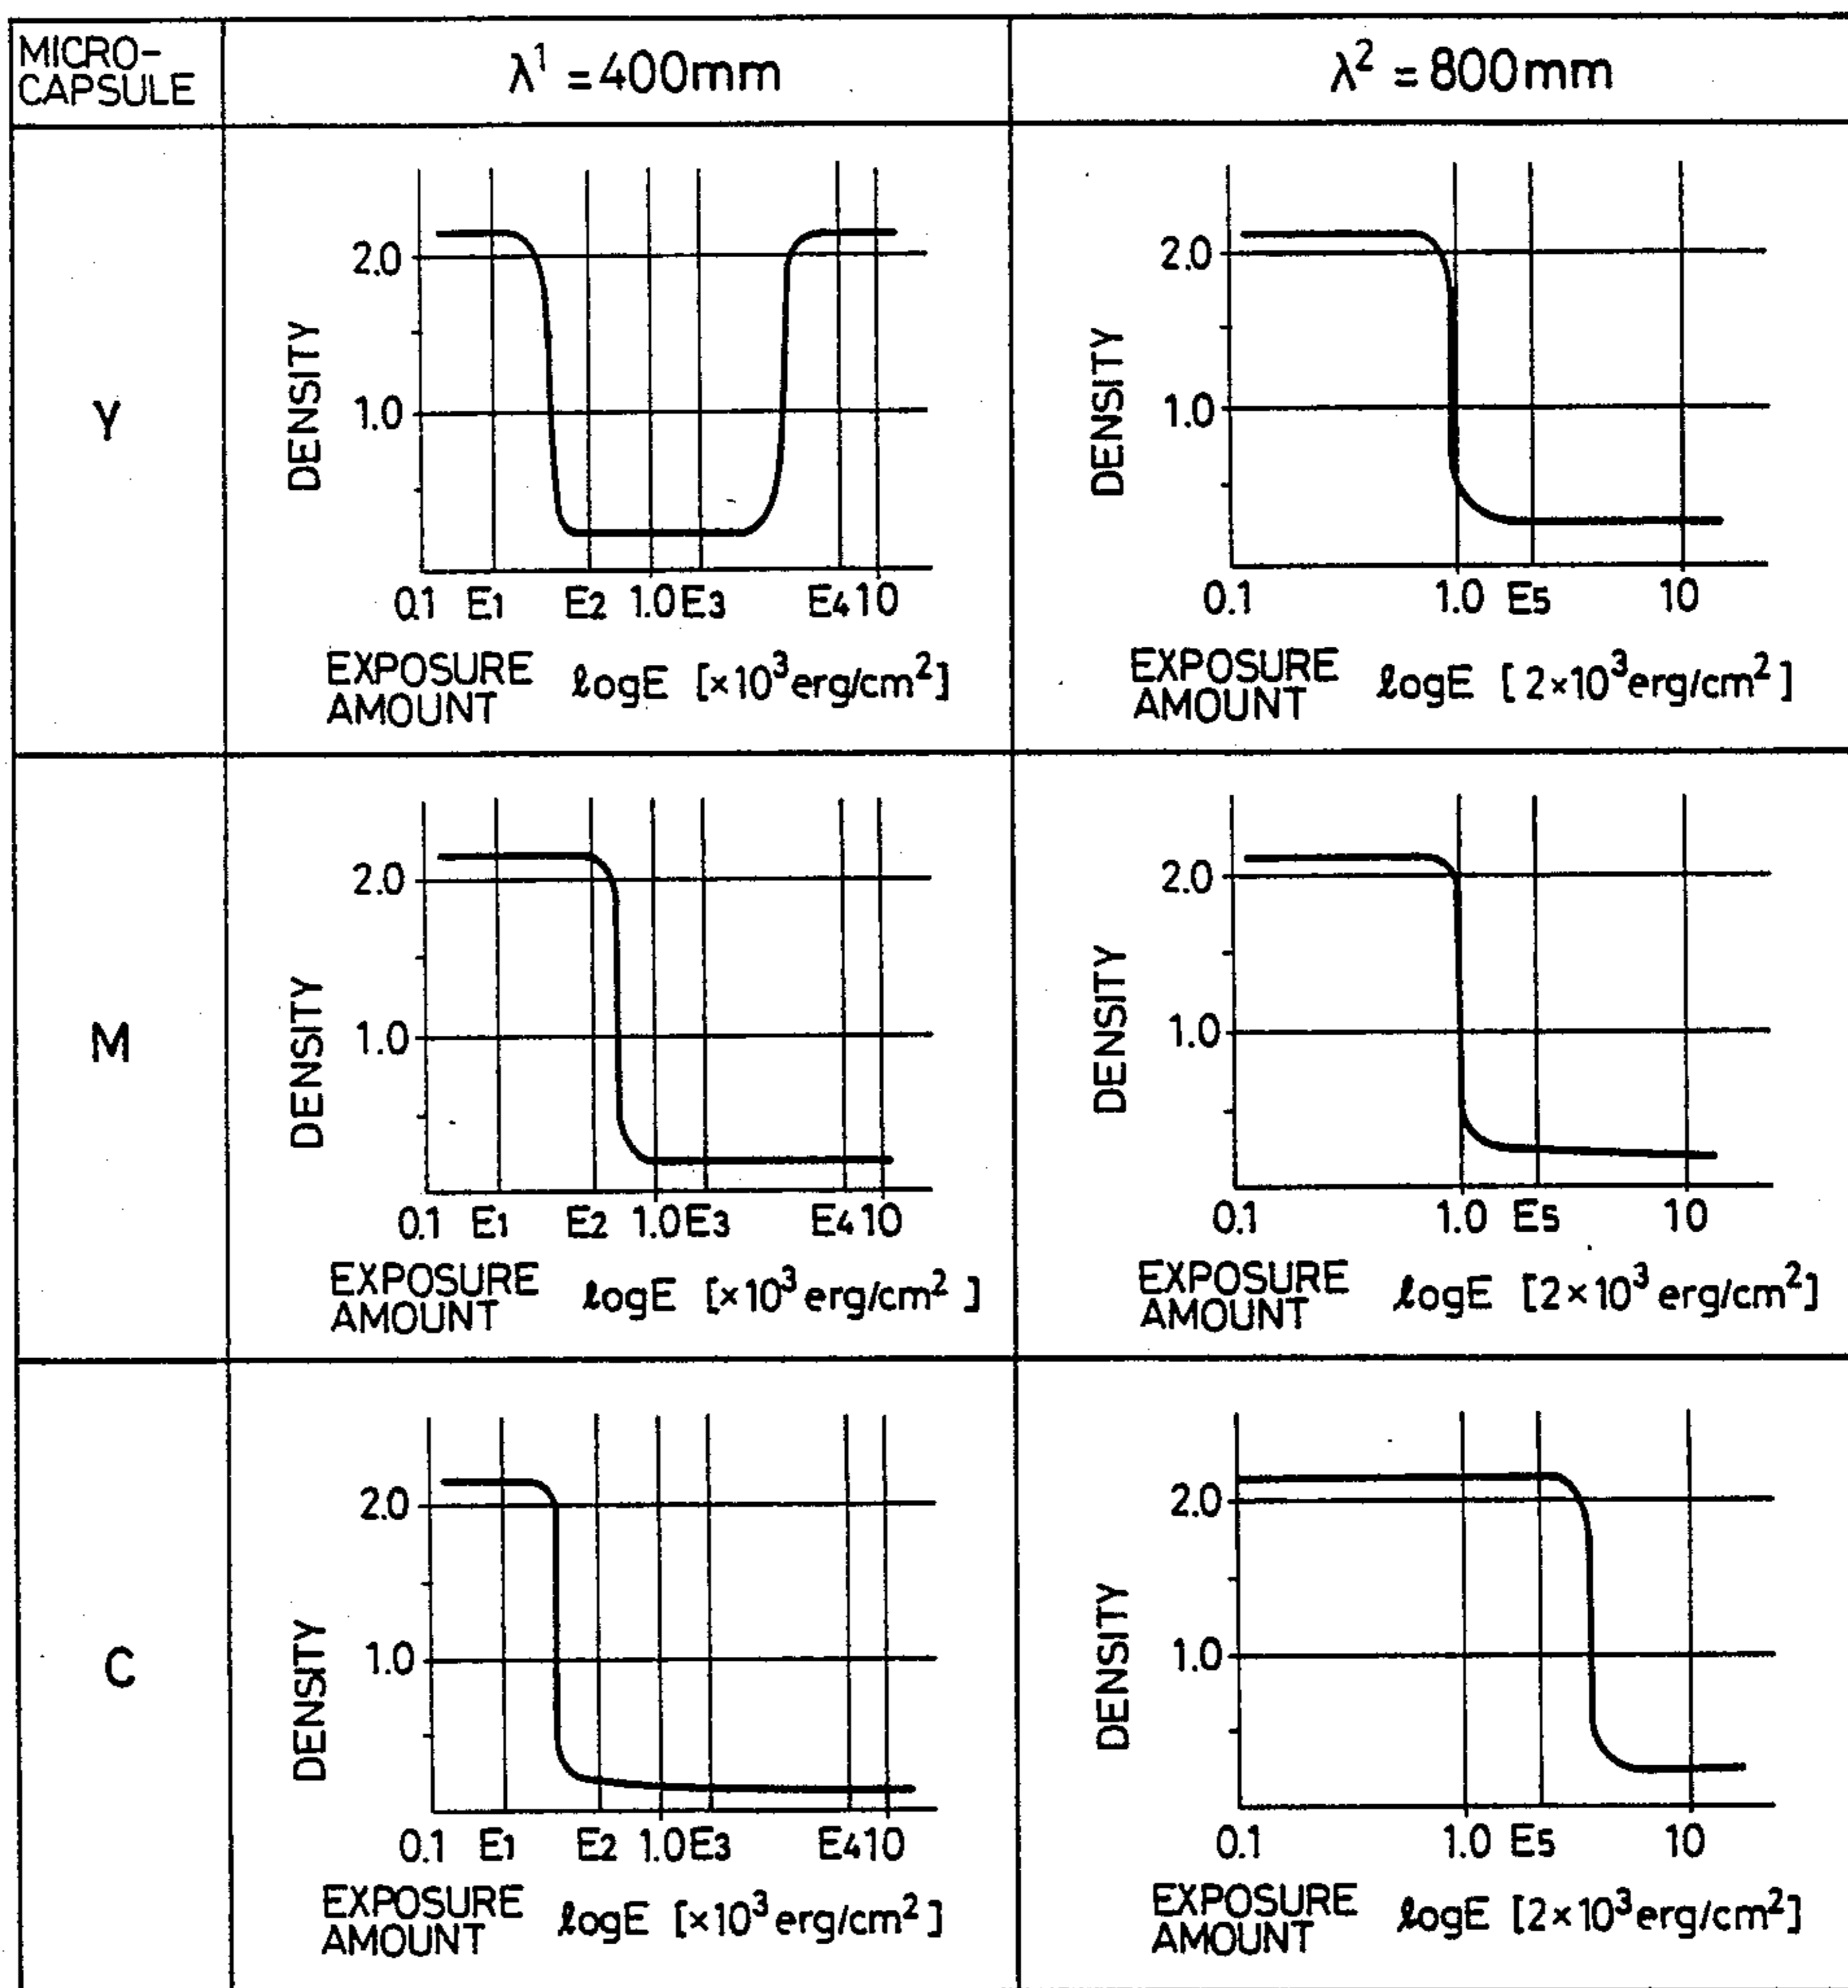 MICRO-
CAPSULE
λ¹ = 400mm
λ² = 800mm
Y
DENSITY
2.0
1.0
0.1 E1 E2 1.0 E3 E4 10
EXPOSURE
AMOUNT
logE [×10³erg/cm²]
DENSITY
2.0
1.0
0.1 1.0 E5 10
EXPOSURE
AMOUNT
logE [2×10³erg/cm²]
M
DENSITY
2.0
1.0
0.1 E1 E2 1.0 E3 E4 10
EXPOSURE
AMOUNT
logE [×10³erg/cm²]
DENSITY
2.0
1.0
0.1 1.0 E5 10
EXPOSURE
AMOUNT
logE [2×10³erg/cm²]
C
DENSITY
2.0
1.0
0.1 E1 E2 1.0 E3 E4 10
EXPOSURE
AMOUNT
logE [×10³erg/cm²]
DENSITY
2.0
1.0
0.1 1.0 E5 10
EXPOSURE
AMOUNT
logE [2×10³erg/cm²]